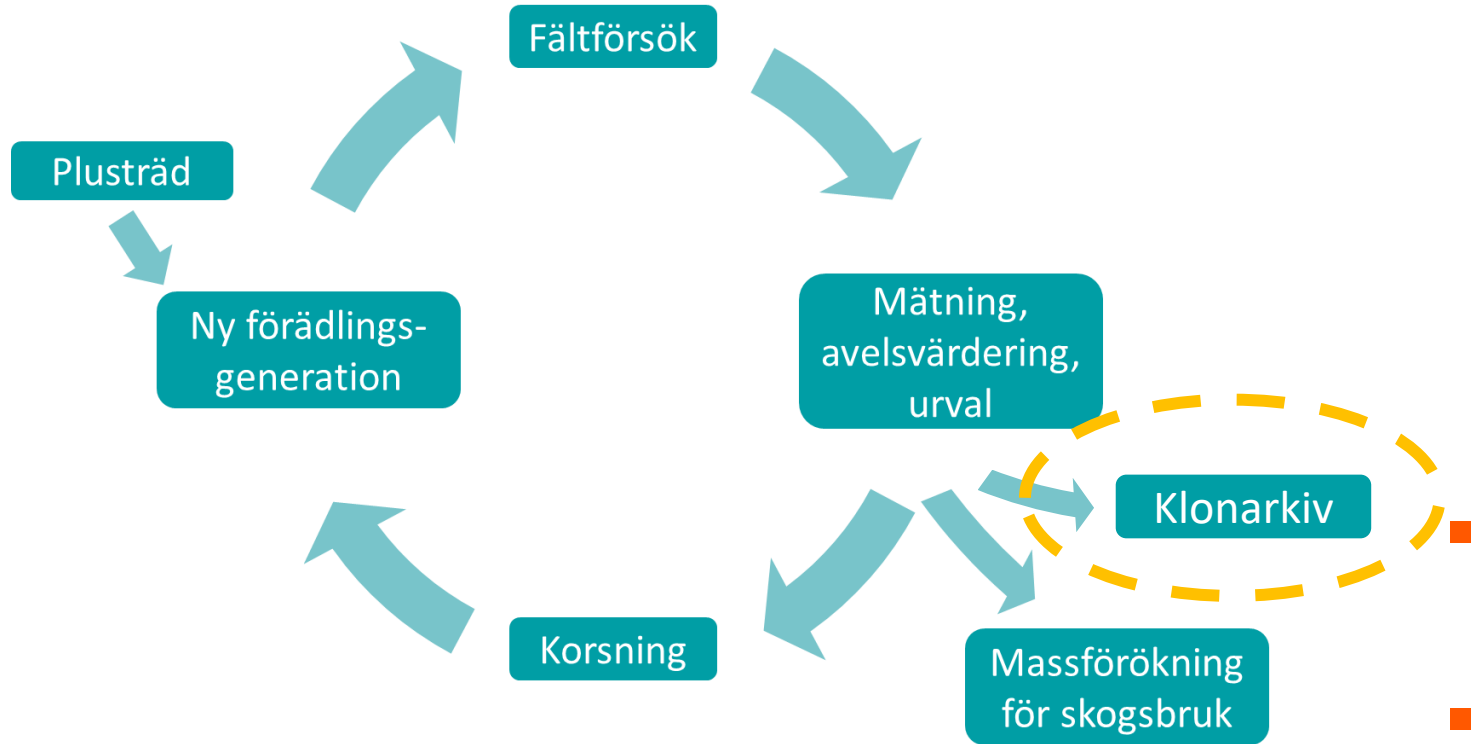 Fältförsök
Plusträd
Ny förädlings-
generation
Mätning,
avelsvärdering,
urval
Klonarkiv
Korsning
Massförökning
för skogsbruk